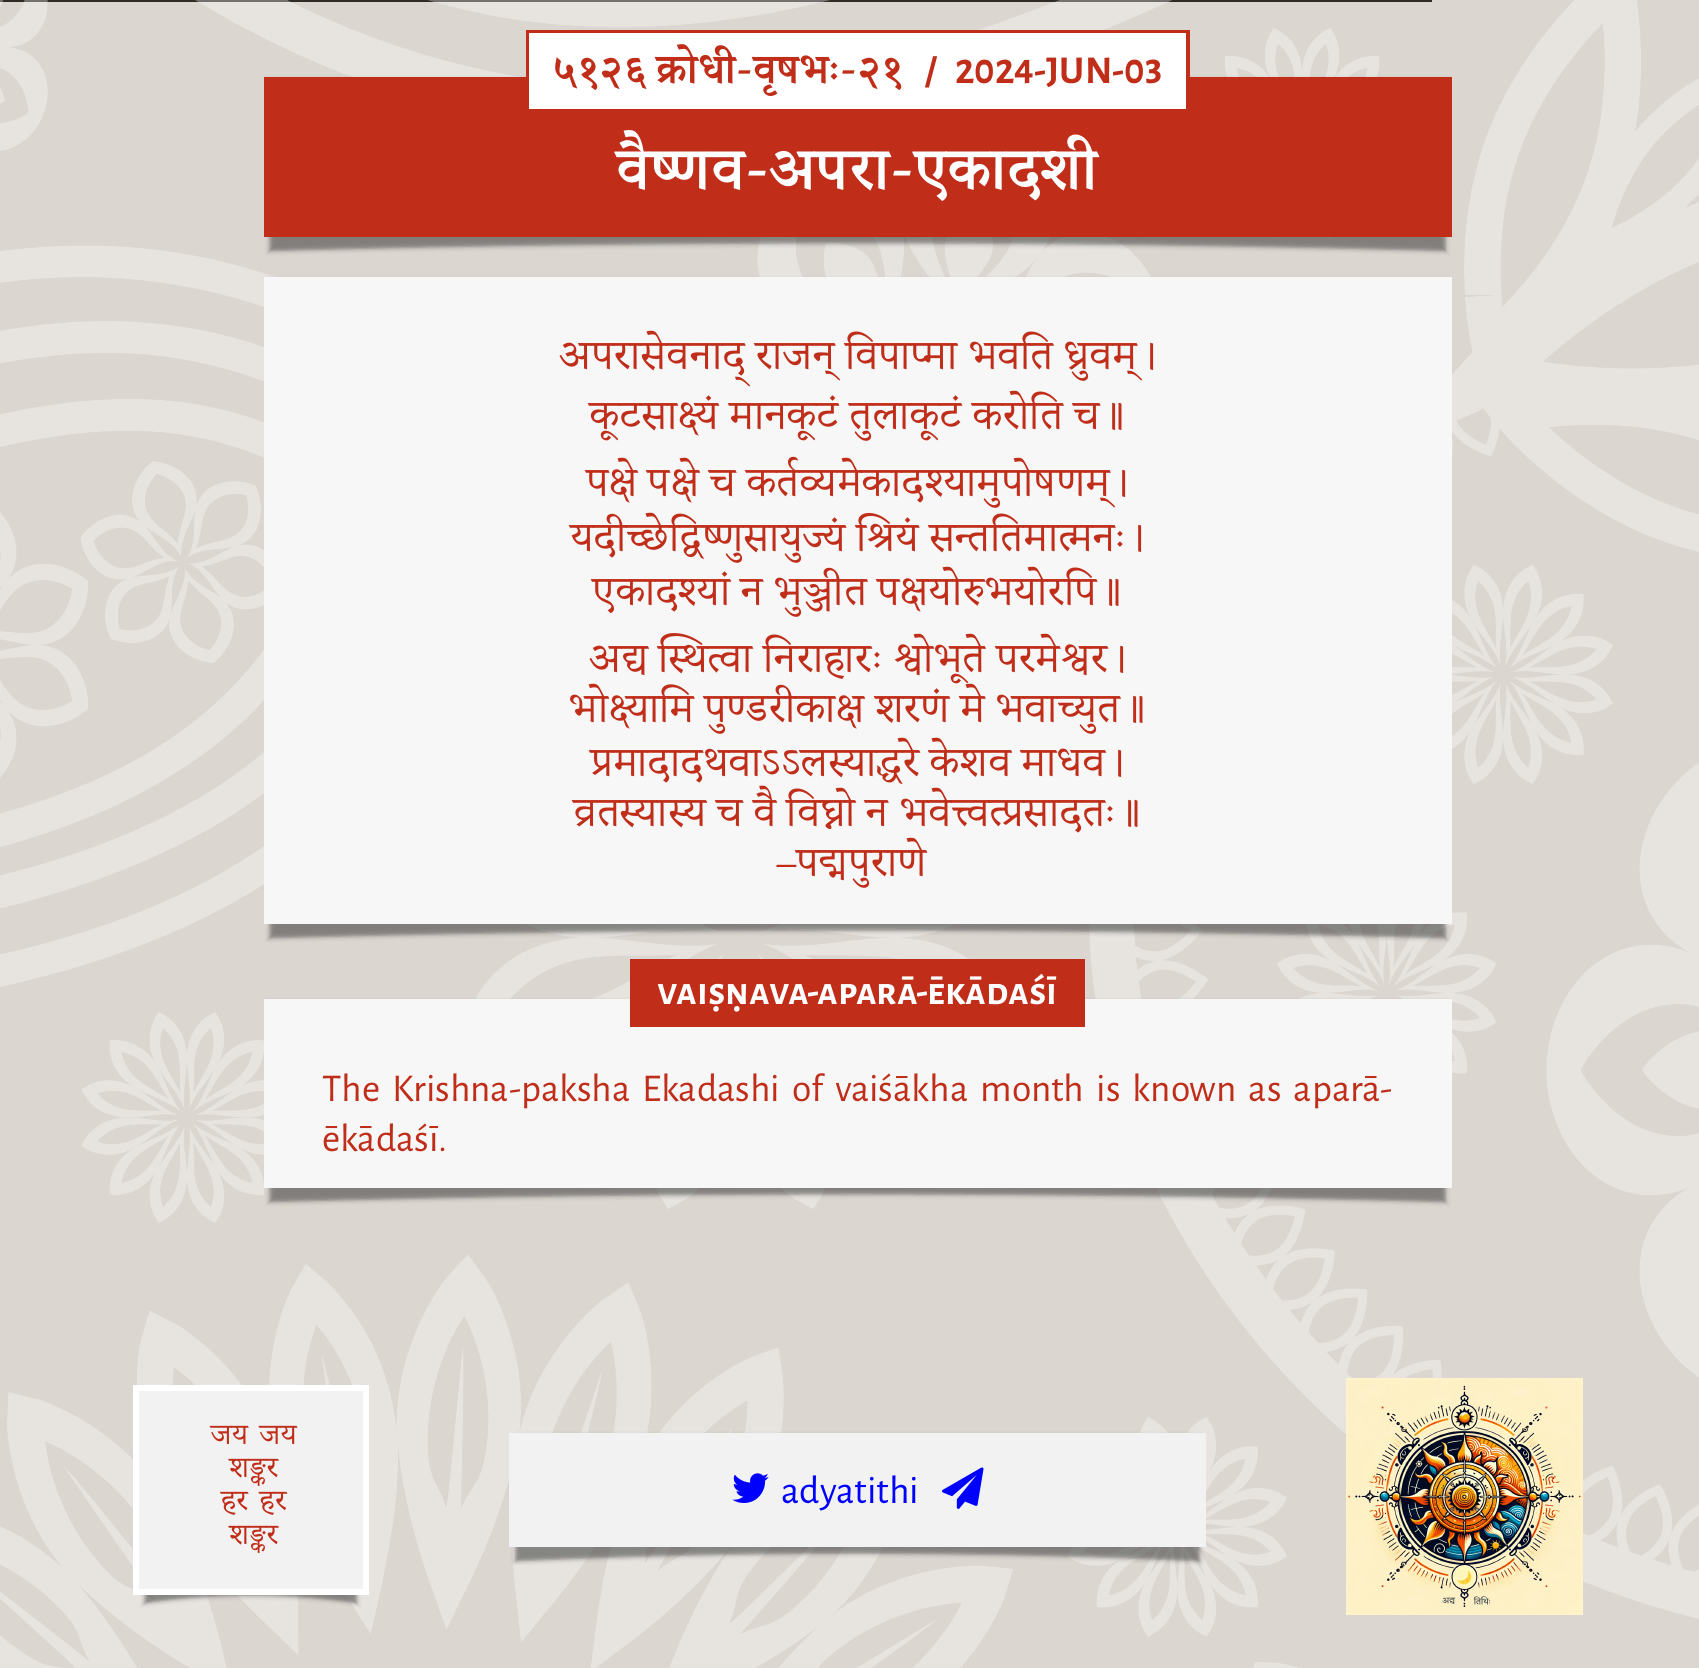 ५१२६ क्रोधी-वृषभः-२१ / 2024-JUN-03
वैष्णव-अपरा-एकादशी
अपरासेवनाद् राजन् विपाप्मा भवति ध्रुवम्।
कूटसाक्ष्यं मानकूटं तुलाकूटं करोति च॥
पक्षे पक्षे च कर्तव्यमेकादश्यामुपोषणम्।
यदीच्छेद्विष्णुसायुज्यं श्रियं सन्ततिमात्मनः।
एकादश्यां न भुञ्जीत पक्षयोरुभयोरपि॥
अद्य स्थित्वा निराहारः श्वोभूते परमेश्वर।
भोक्ष्यामि पुण्डरीकाक्ष शरणं मे भवाच्युत॥
प्रमादादथवाऽऽलस्याद्धरे केशव माधव।
व्रतस्यास्य च वै विघ्नो न भवेत्त्वत्प्रसादतः॥
–पद्मपुराणे
VAIṢṆAVA-APARĀ-ĒKĀDAŚĪ
The Krishna-paksha Ekadashi of vaiśākha month is known as aparā-
ēkādaśī.
जय जय
शङ्कर
हर हर
शङ्कर
adyatithi
अद्य तिथिः